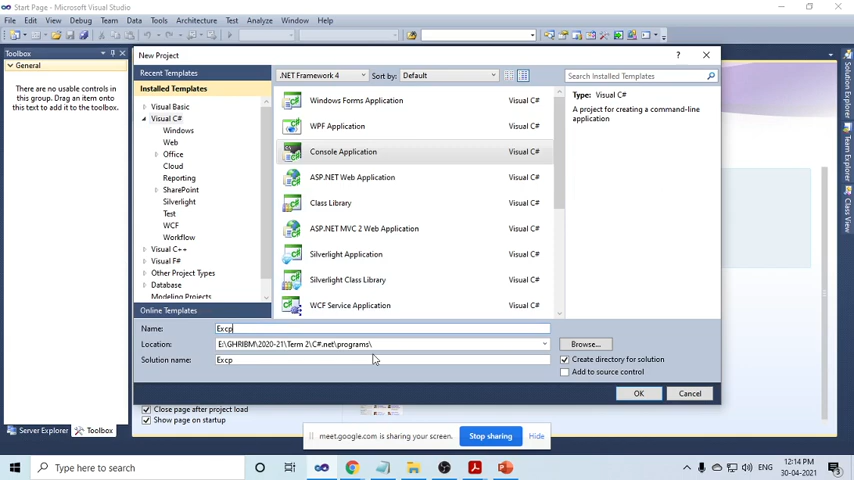 Start Page - Microsoft Visual Studio
File Edit View Debug Team Data Tools Architecture Test Analyze Window Help
Toolbox
General
There are no usable controls in
this group. Drag an item onto
this text to add it to the toolbox.
New Project
Recent Templates
Installed Templates
Visual Basic
Visual C#
Windows
Web
Office
Cloud
Reporting
SharePoint
Silverlight
Test
WCF
Workflow
Visual C++
Visual F#
Other Project Types
Database
Modeling Projects
Online Templates
.NET Framework 4
Sort by: Default
Search Installed Templates
Windows Forms Application Visual C#
WPF Application Visual C#
Console Application Visual C#
ASP.NET Web Application Visual C#
Class Library Visual C#
ASP.NET MVC 2 Web Application Visual C#
Silverlight Application Visual C#
Silverlight Class Library Visual C#
WCF Service Application Visual C#
Type: Visual C#
A project for creating a command-line
application
Name: Excp
Location: E:\GHRIBM\2020-21\Term 2\C#.net\programs\
Browse...
Solution name: Excp
Create directory for solution
Add to source control
OK Cancel
Close page after project load
Show page on startup
Server Explorer Toolbox
Solution Explorer
Team Explorer
Class View
meet.google.com is sharing your screen. Stop sharing Hide
Type here to search
ENG
12:14 PM
30-04-2021
3